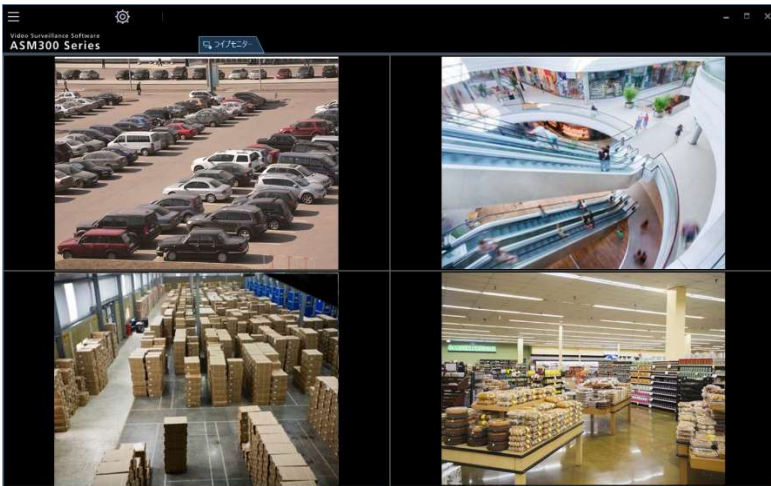 Video Surveillance Software
ASM300 Series
ライブモニター